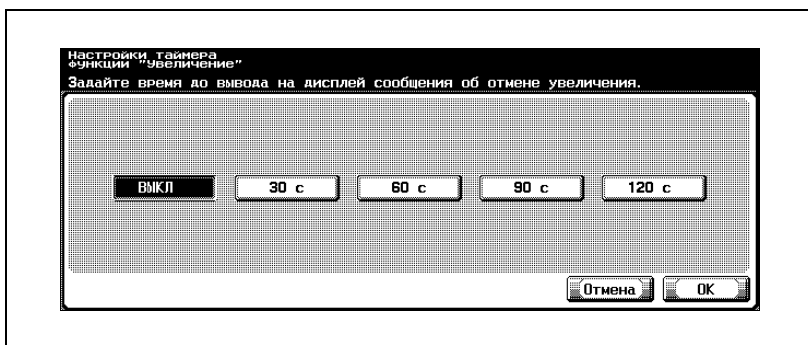 Настройки таймера
функции "Увеличение"
Задайте время до вывода на дисплей сообщения об отмене увеличения.
ВЫКЛ 30 с 60 с 90 с 120 с
Отмена OK